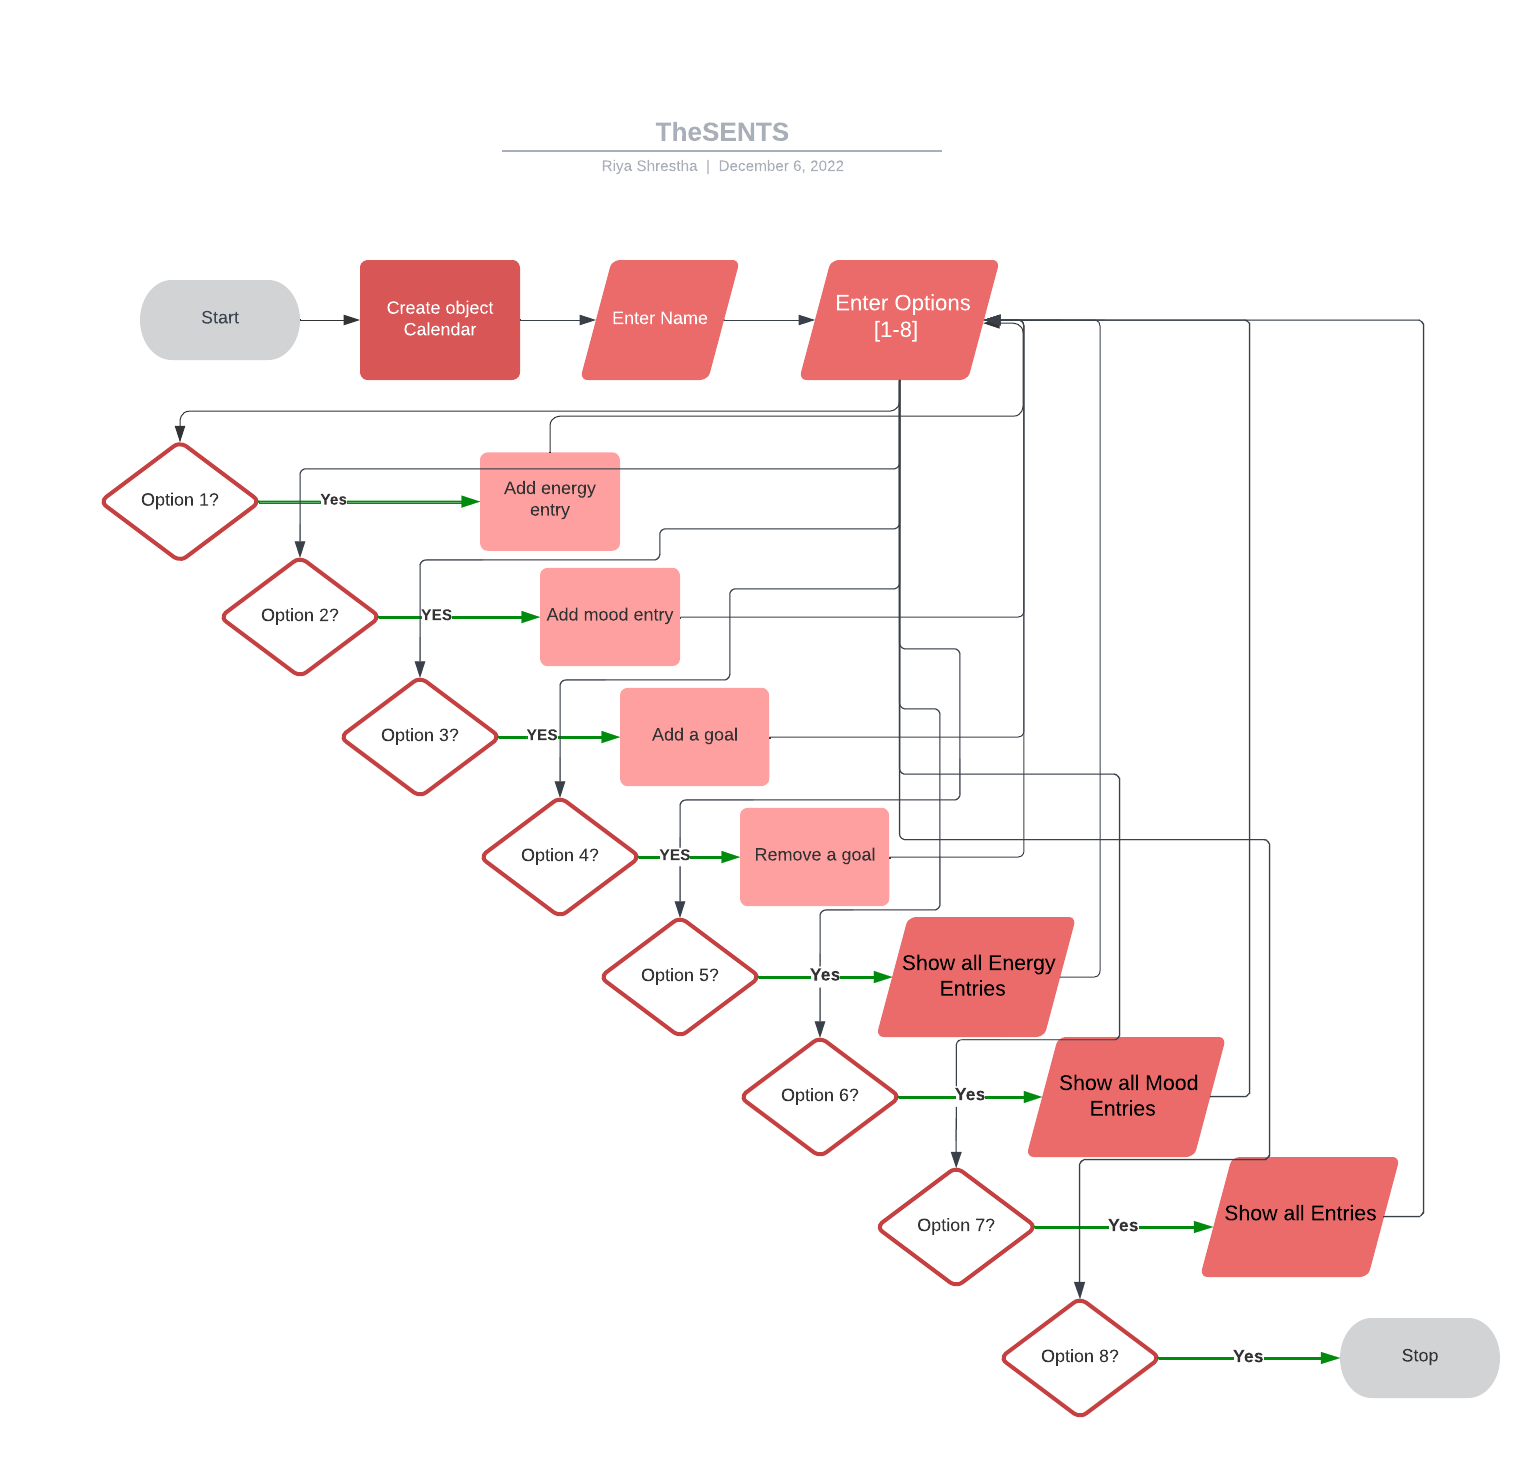 TheSENTS
Riya Shrestha | December 6, 2022
Start
Create object
Calendar
Enter Name
Enter Options
[1-8]
Option 1?
Yes
Add energy
entry
Option 2?
YES
Add mood entry
Option 3?
YES
Add a goal
Option 4?
YES
Remove a goal
Option 5?
Yes
Show all Energy
Entries
Option 6?
Yes
Show all Mood
Entries
Option 7?
Yes
Show all Entries
Option 8?
Yes
Stop